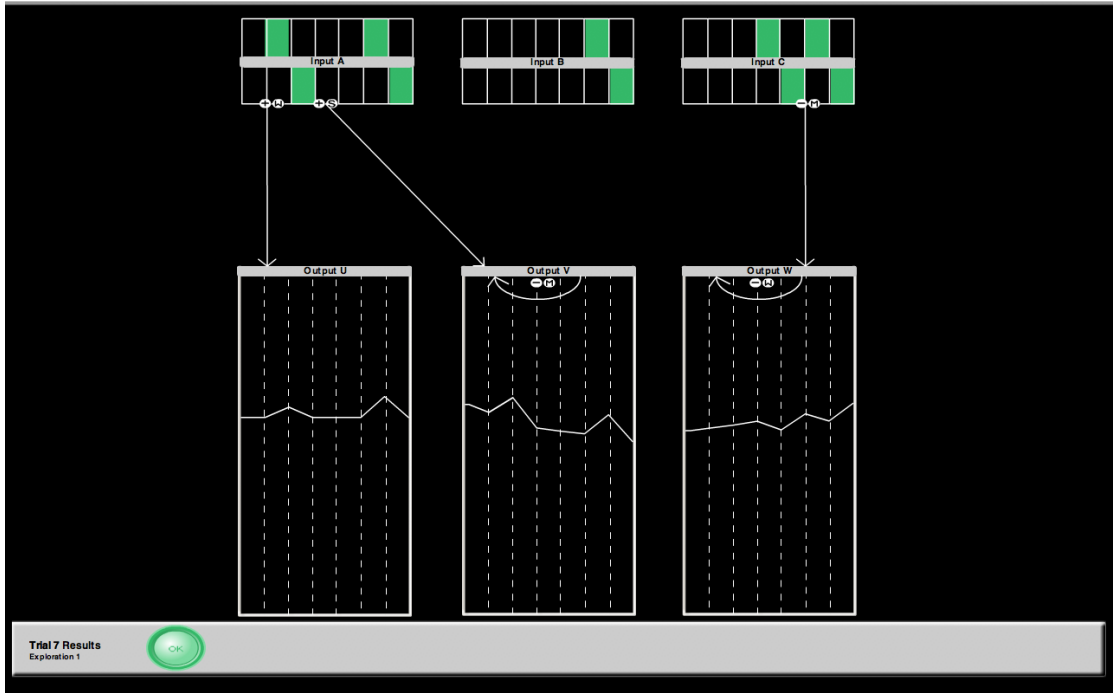 Input A
Input B
Input C
+ W
+ S
− M
Output U
Output V
Output W
− M
− W
Trial 7 Results
Exploration 1
OK